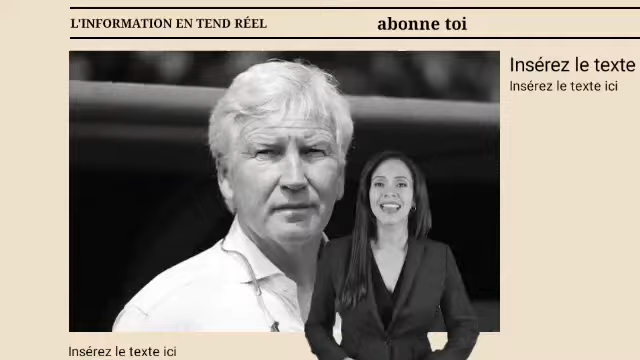 L'INFORMATION EN TEND RÉEL
abonne toi
Insérez le texte
Insérez le texte ici
Insérez le texte ici